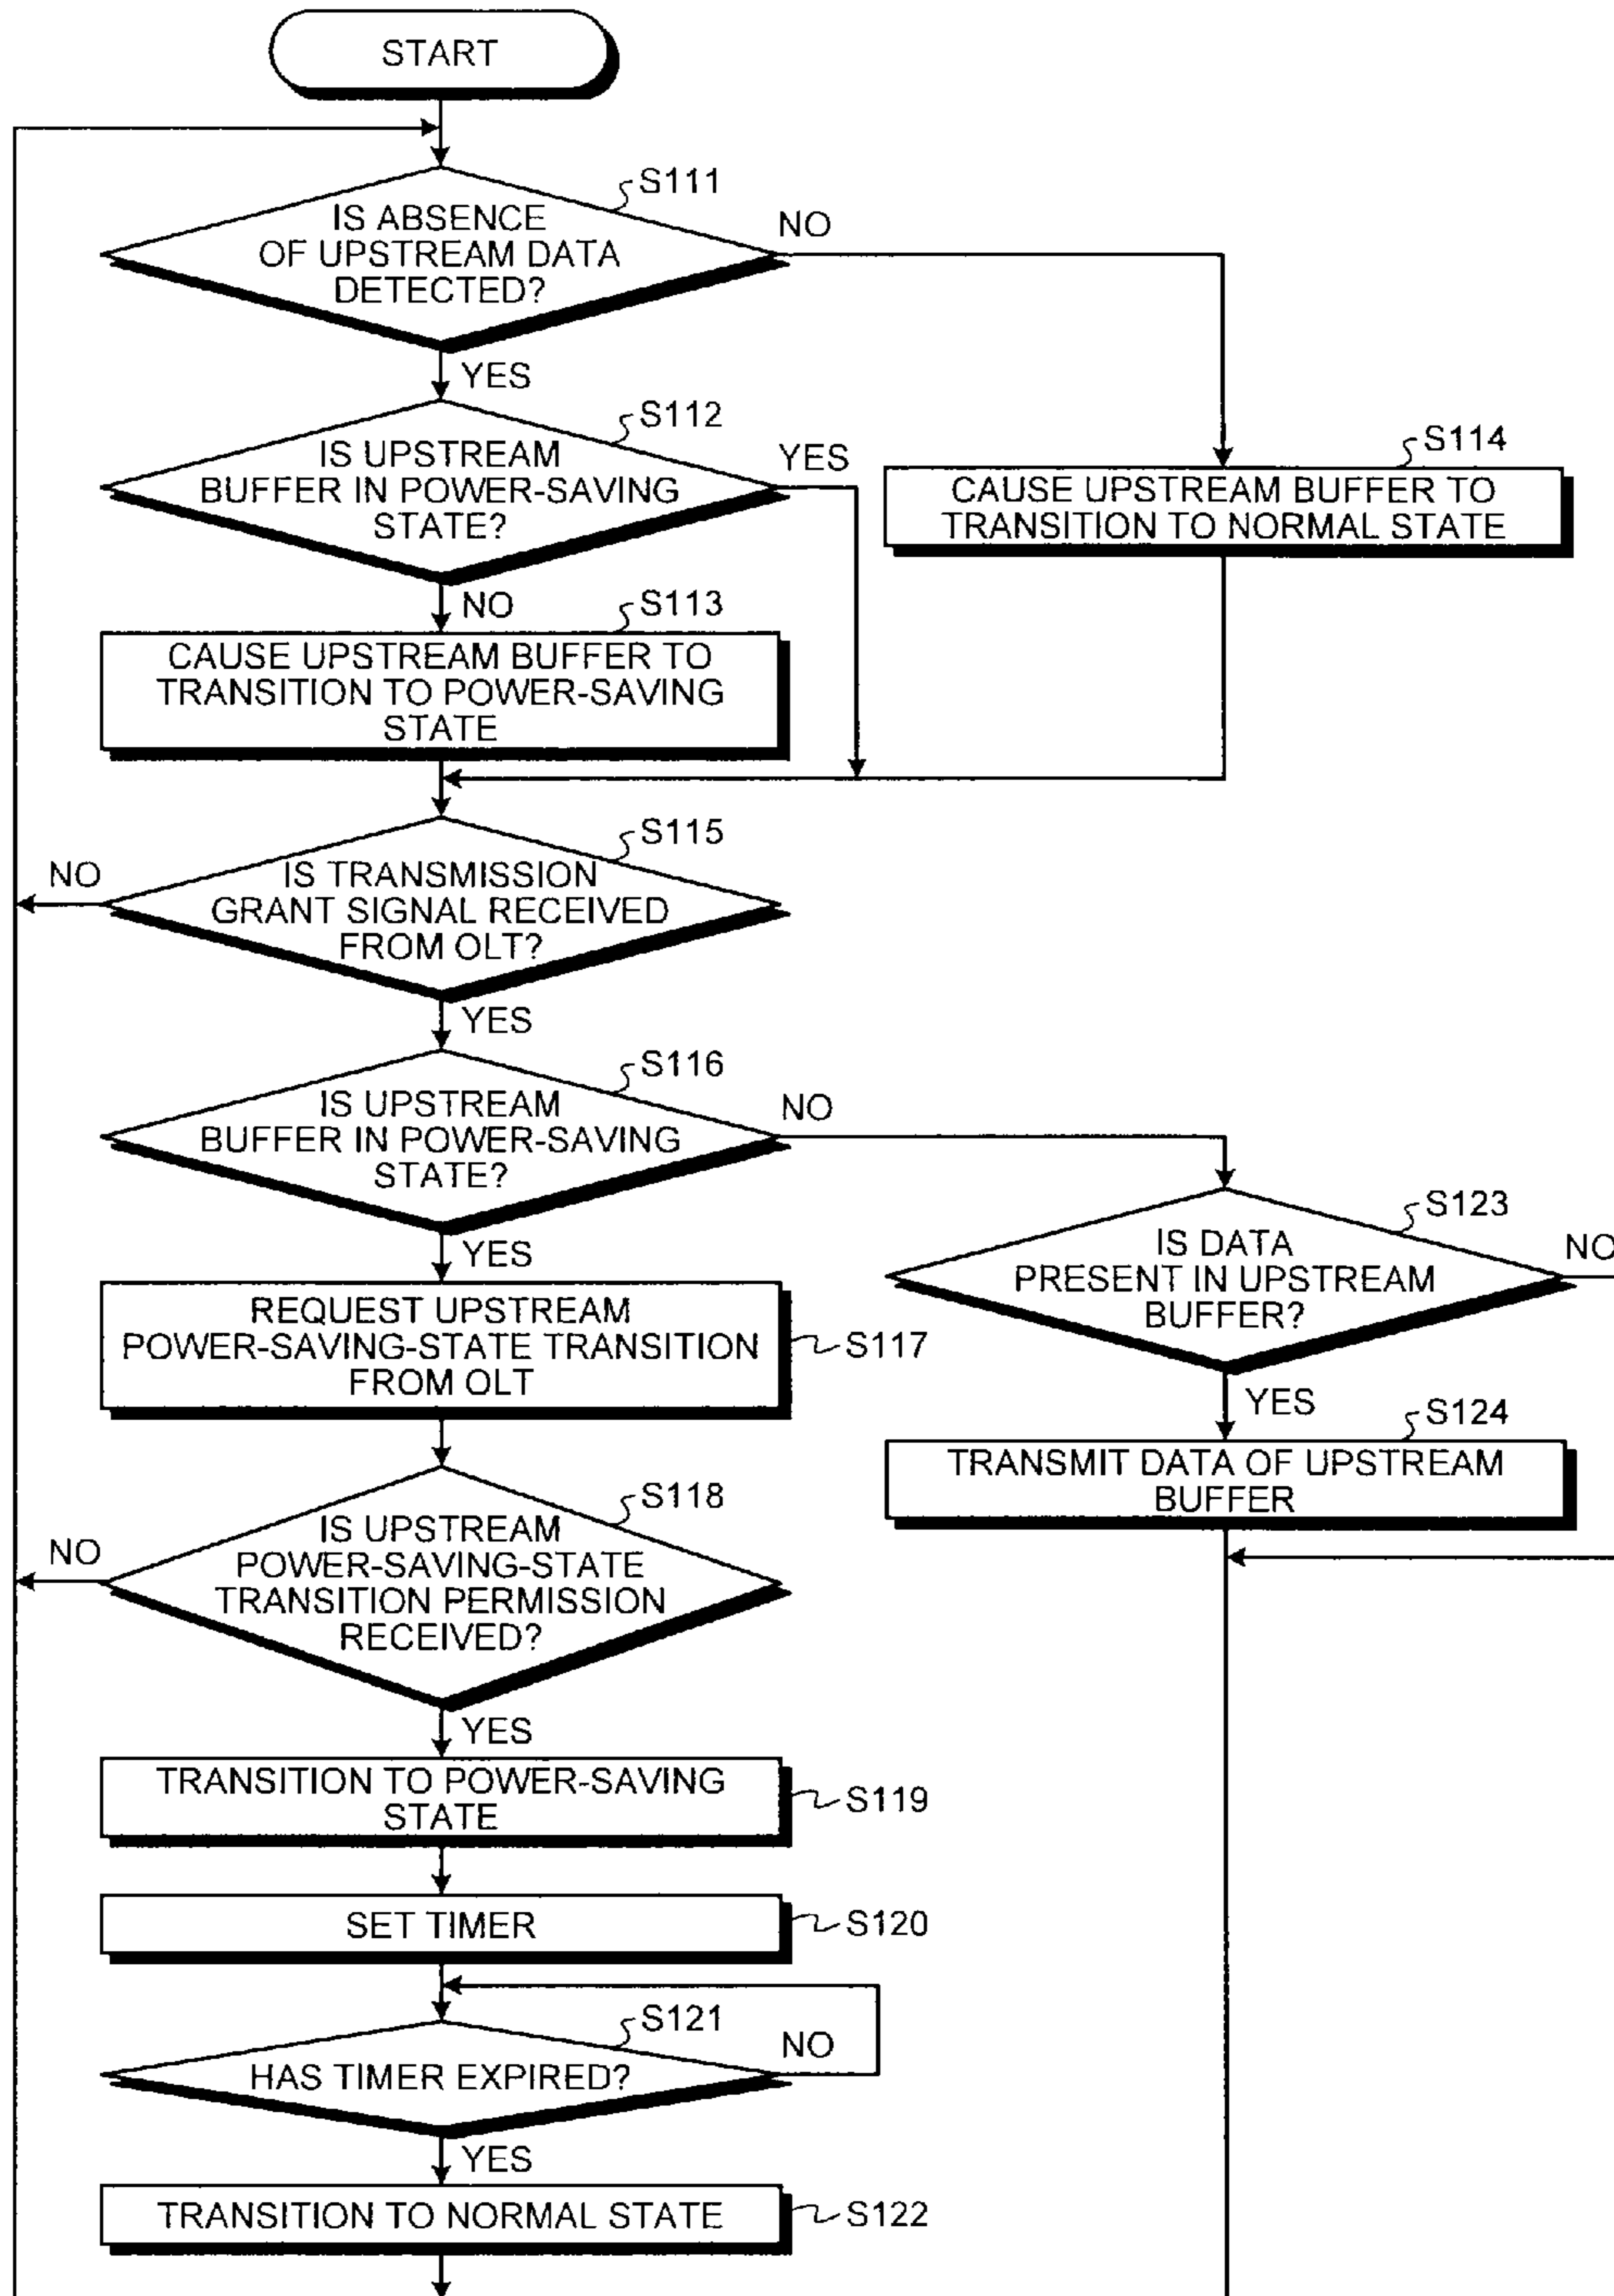 START
S111
IS ABSENCE
OF UPSTREAM DATA
DETECTED?
NO
YES
S112
IS UPSTREAM
BUFFER IN POWER-SAVING
STATE?
YES
S114
CAUSE UPSTREAM BUFFER TO
TRANSITION TO NORMAL STATE
NO
S113
CAUSE UPSTREAM BUFFER TO
TRANSITION TO POWER-SAVING
STATE
S115
NO
IS TRANSMISSION
GRANT SIGNAL RECEIVED
FROM OLT?
YES
S116
IS UPSTREAM
BUFFER IN POWER-SAVING
STATE?
NO
S123
IS DATA
PRESENT IN UPSTREAM
BUFFER?
NO
YES
REQUEST UPSTREAM
POWER-SAVING-STATE TRANSITION
FROM OLT
S117
YES
S124
TRANSMIT DATA OF UPSTREAM
BUFFER
S118
NO
IS UPSTREAM
POWER-SAVING-STATE
TRANSITION PERMISSION
RECEIVED?
YES
TRANSITION TO POWER-SAVING
STATE
S119
SET TIMER
S120
S121
HAS TIMER EXPIRED?
NO
YES
TRANSITION TO NORMAL STATE
S122